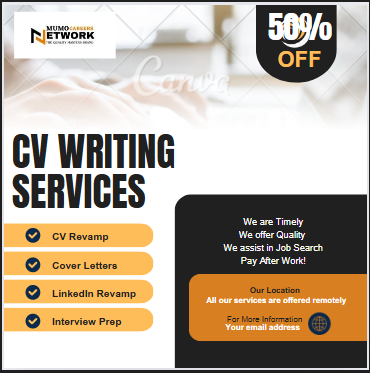 MUMO CAREERS
NETWORK
50%
OFF
Canva
CV WRITING
SERVICES
CV Revamp
Cover Letters
LinkedIn Revamp
Interview Prep
We are Timely
We offer Quality
We assist in Job Search
Pay After Work!
Our Location
All our services are offered remotely
For More Information
Your email address